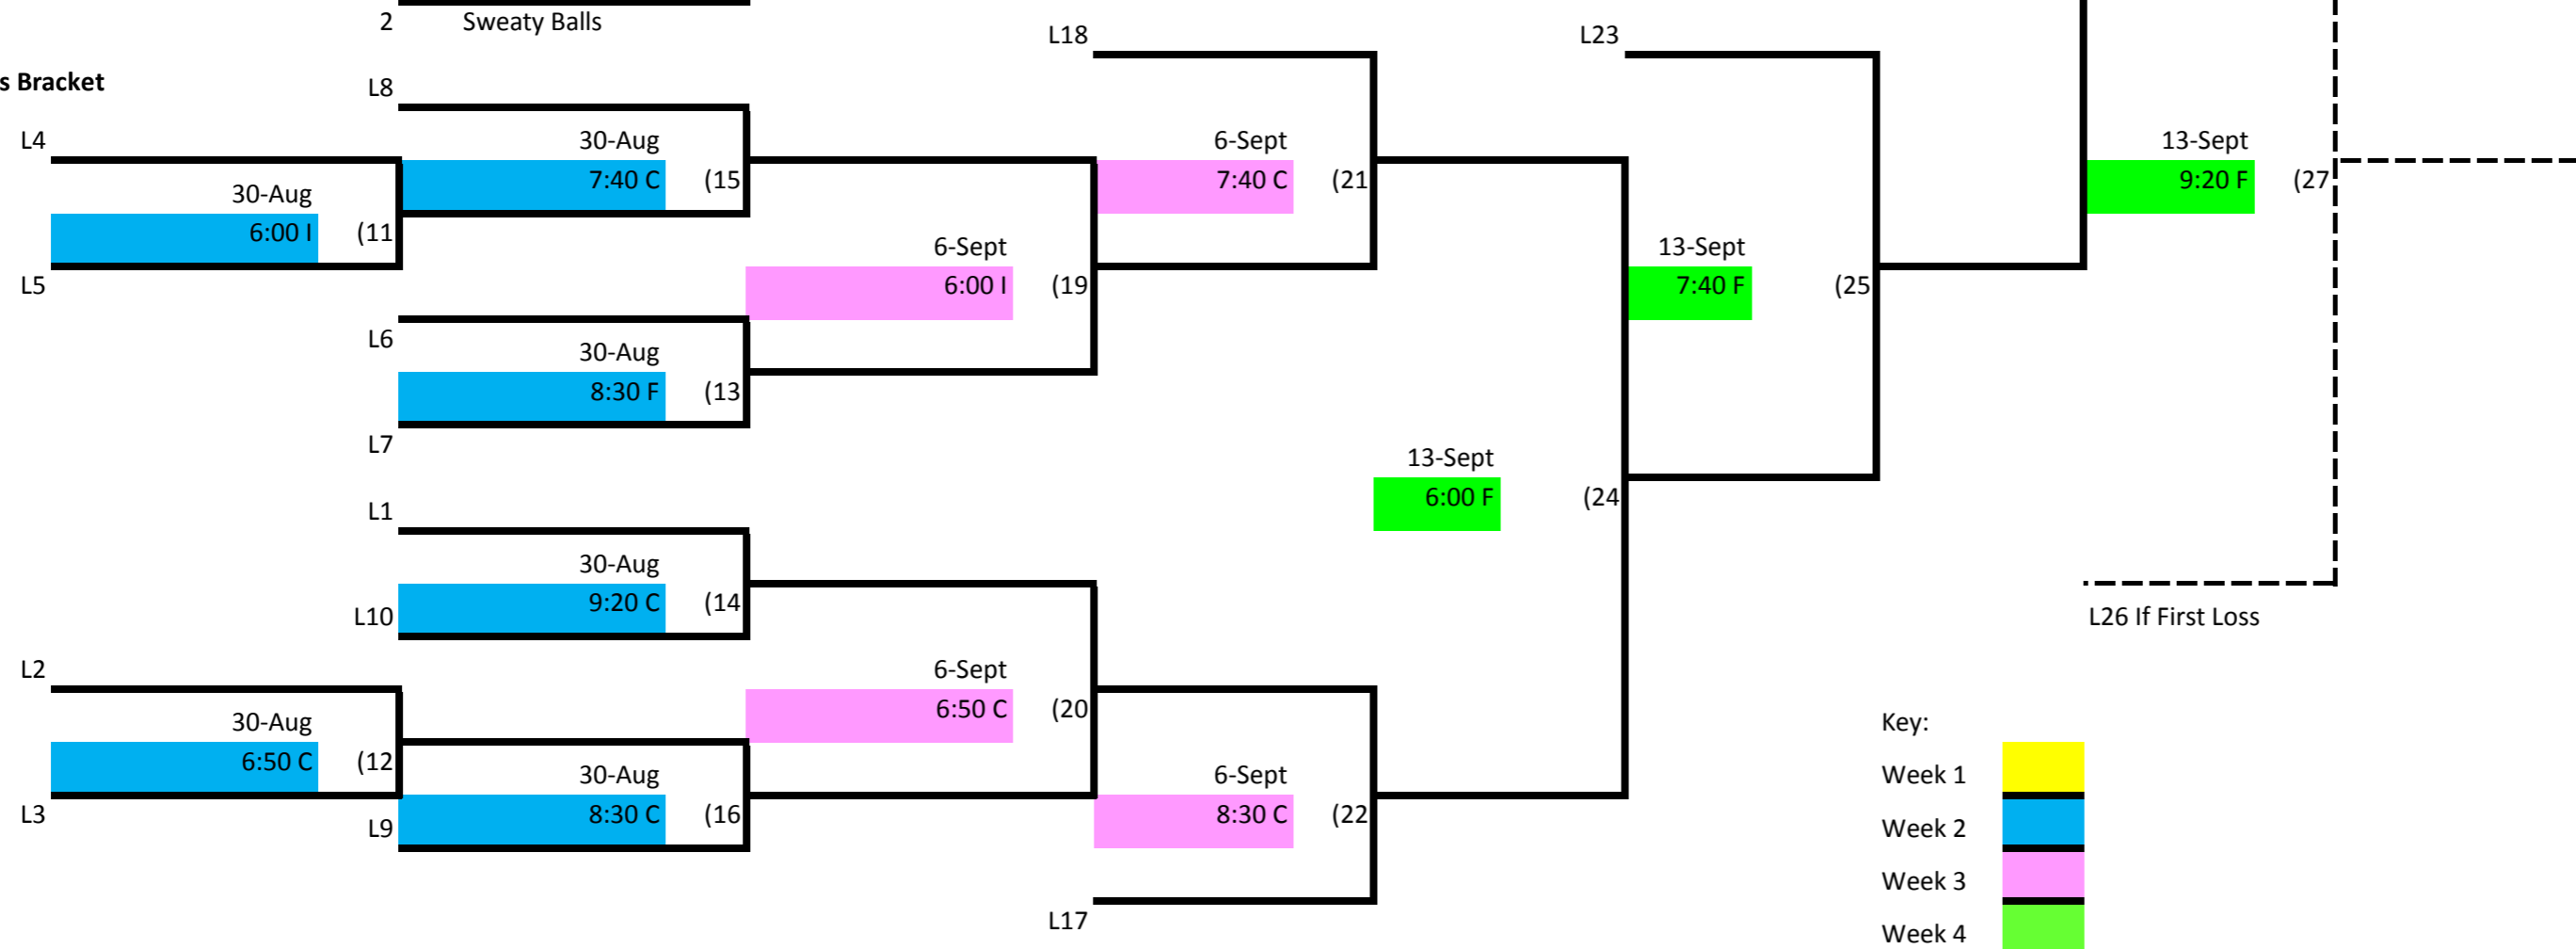 2 Sweaty Balls
L18
L23
s Bracket
L8
L4
30-Aug
6-Sept
13-Sept
7:40 C (15
7:40 C (21
9:20 F (27
30-Aug
6:00 I (11
6-Sept
13-Sept
L5
6:00 I (19
7:40 F (25
L6
30-Aug
8:30 F (13
L7
13-Sept
6:00 F (24
L1
30-Aug
9:20 C (14
L10
L26 If First Loss
L2
6-Sept
30-Aug
6:50 C (20
Key:
6:50 C (12
30-Aug
6-Sept
Week 1
L3
8:30 C (16
8:30 C (22
L9
Week 2
Week 3
L17
Week 4